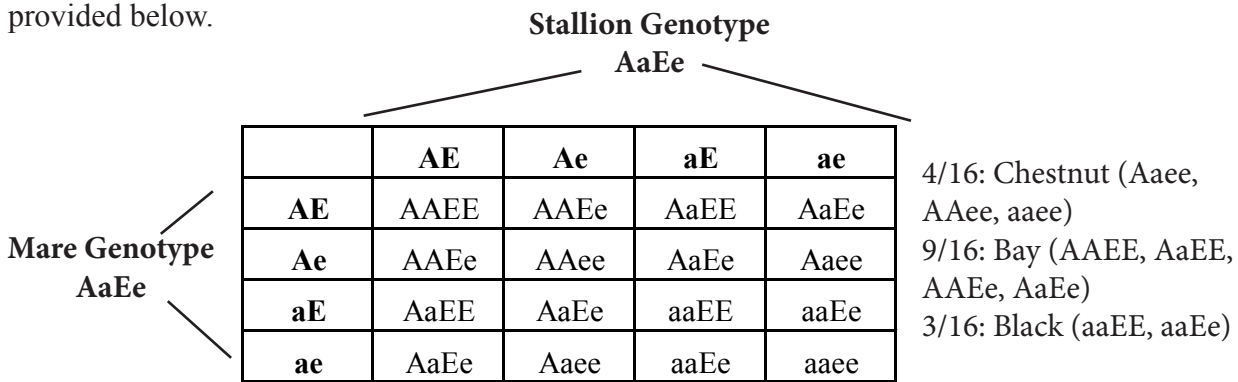 provided below.
Stallion Genotype
AaEe
AE Ae aE ae
AE AAEE AAEe AaEE AaEe
Mare Genotype
AaEe
Ae AAEe AAee AaEe Aaee
aE AaEE AaEe aaEE aaEe
ae AaEe Aaee aaEe aaee
4/16: Chestnut (Aaee,
AAee, aaee)
9/16: Bay (AAEE, AaEE,
AAEe, AaEe)
3/16: Black (aaEE, aaEe)